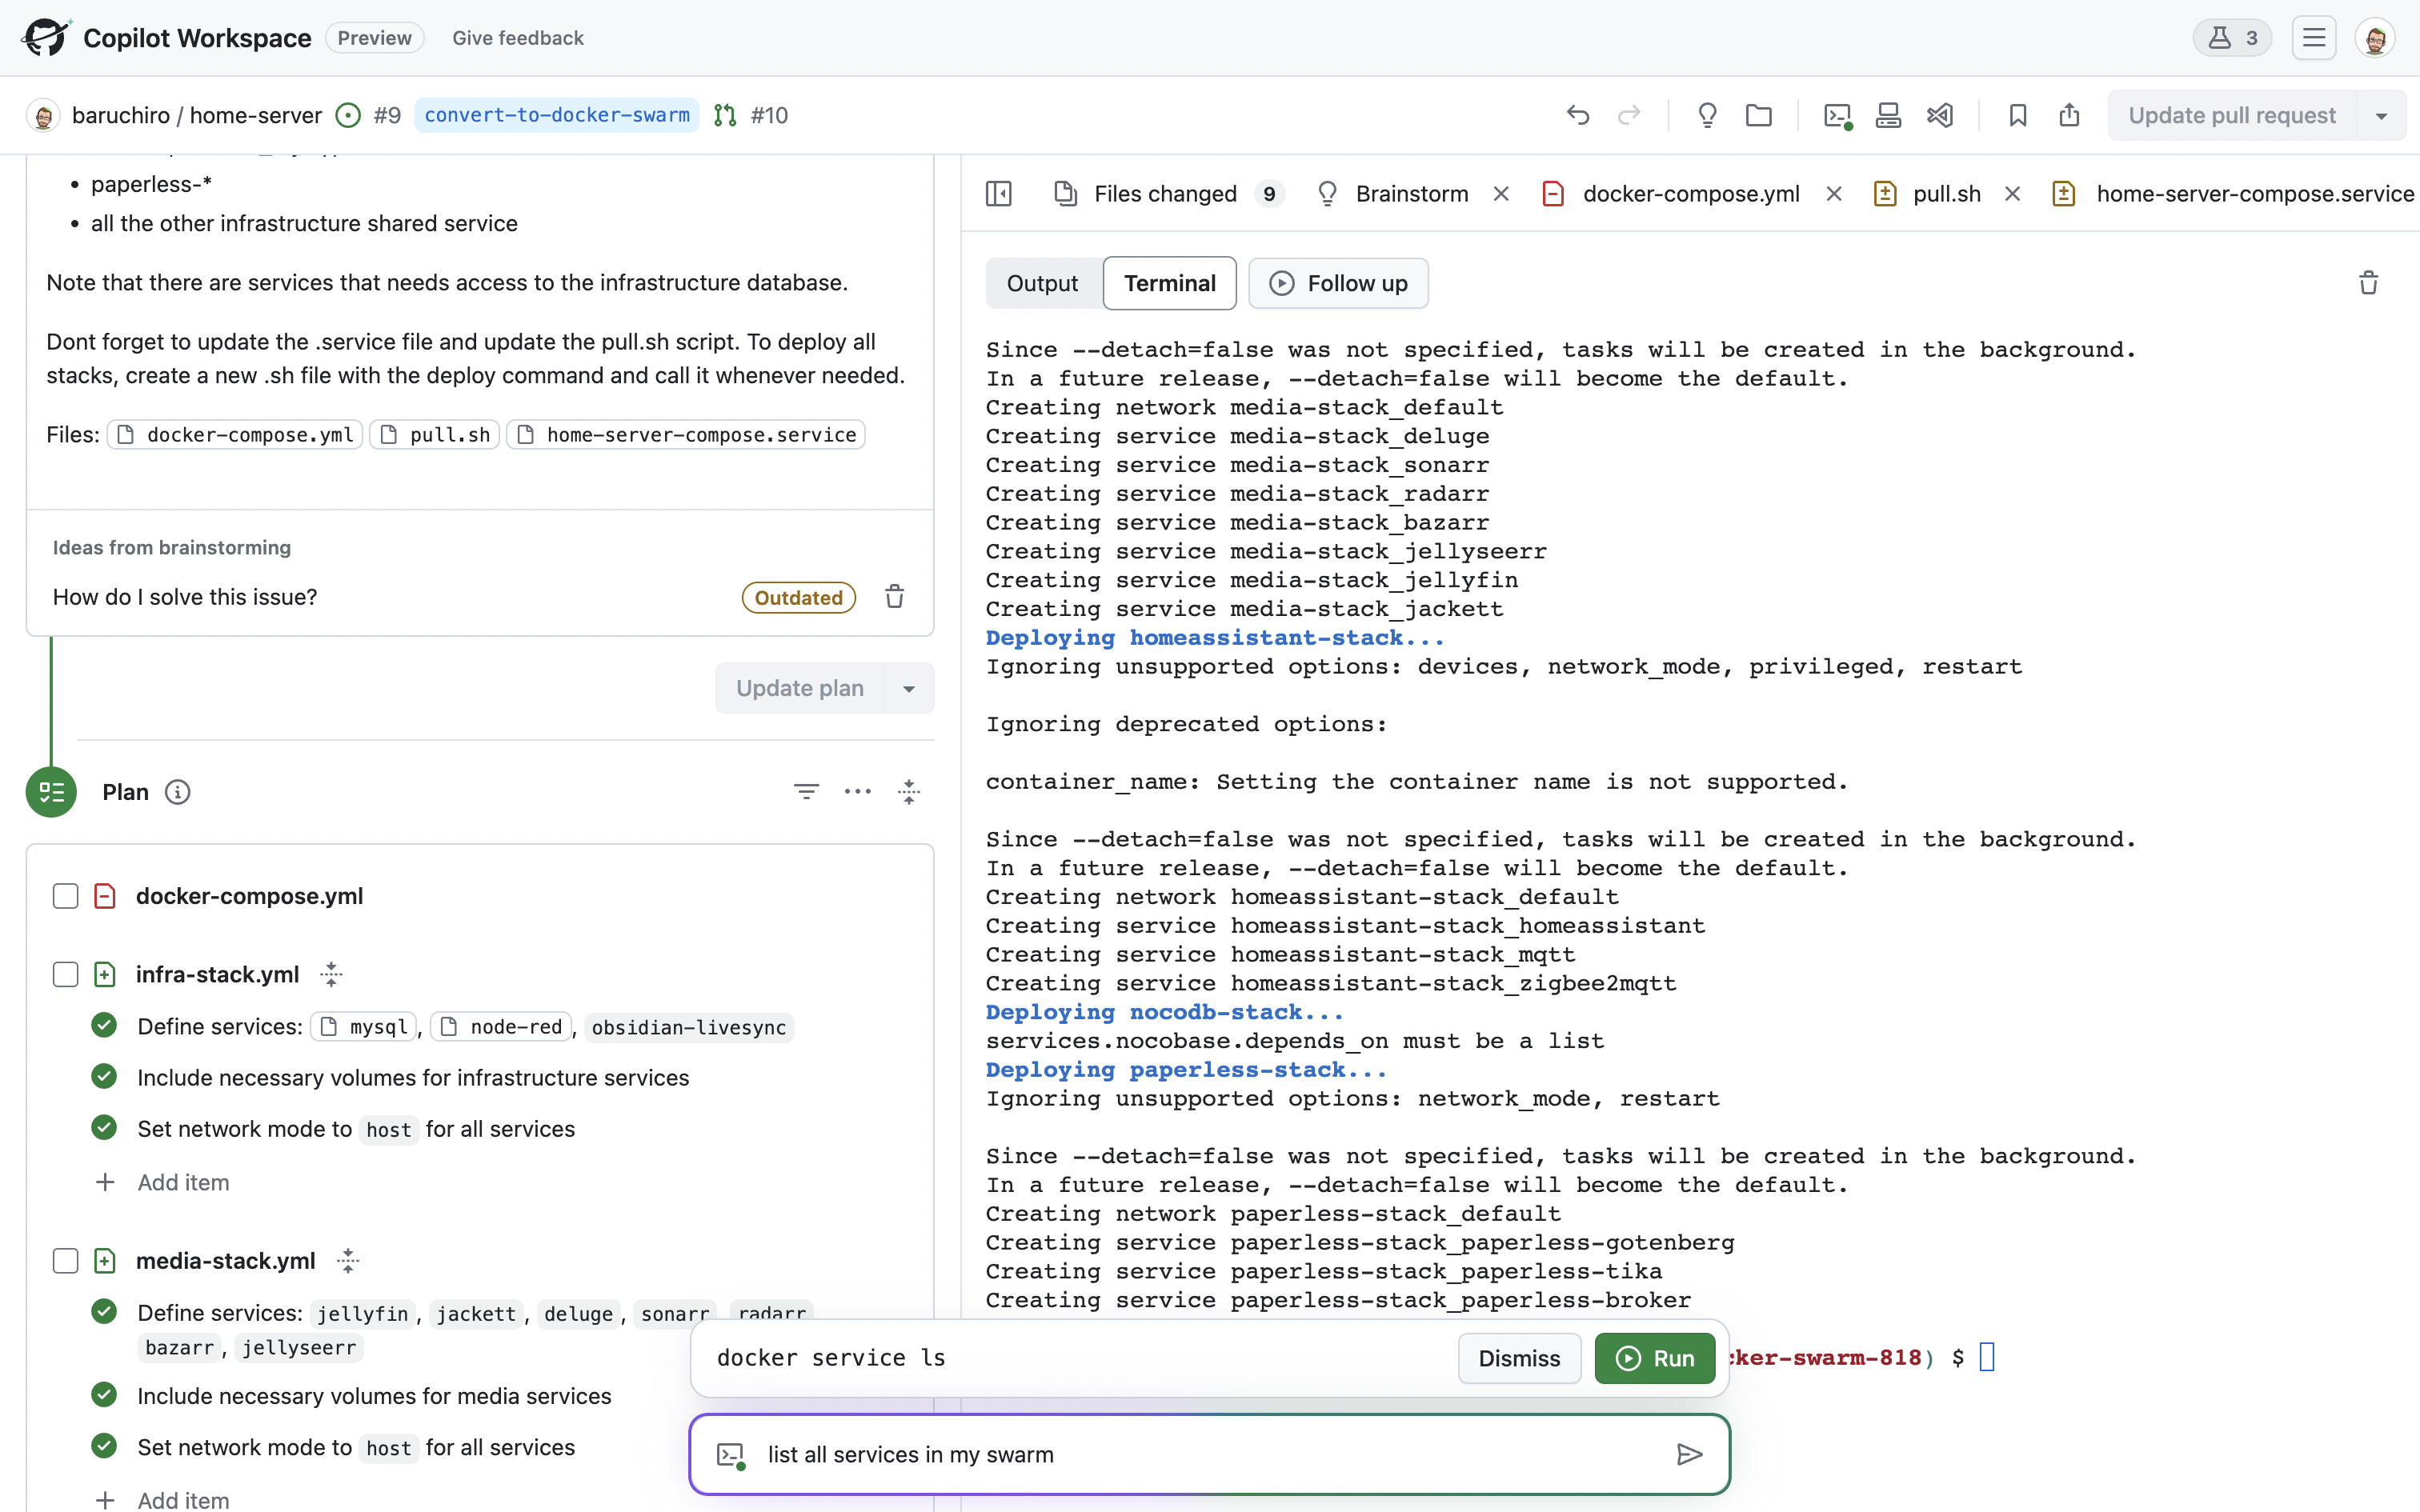 Copilot Workspace Preview Give feedback 3
baruchiro / home-server #9 convert-to-docker-swarm #10 Update pull request
• paperless-*
• all the other infrastructure shared service
Note that there are services that needs access to the infrastructure database.
Dont forget to update the .service file and update the pull.sh script. To deploy all
stacks, create a new .sh file with the deploy command and call it whenever needed.
Files: docker-compose.yml pull.sh home-server-compose.service
Ideas from brainstorming
How do I solve this issue? Outdated
Update plan
Plan
docker-compose.yml
infra-stack.yml
Define services: mysql, node-red, obsidian-livesync
Include necessary volumes for infrastructure services
Set network mode to host for all services
Add item
media-stack.yml
Define services: jellyfin, jackett, deluge, sonarr, radarr
bazarr, jellyseerr
Include necessary volumes for media services
Set network mode to host for all services
Add item
Files changed 9 Brainstorm docker-compose.yml pull.sh home-server-compose.service
Output Terminal Follow up
Since --detach=false was not specified, tasks will be created in the background.
In a future release, --detach=false will become the default.
Creating network media-stack_default
Creating service media-stack_deluge
Creating service media-stack_sonarr
Creating service media-stack_radarr
Creating service media-stack_bazarr
Creating service media-stack_jellyseerr
Creating service media-stack_jellyfin
Creating service media-stack_jackett
Deploying homeassistant-stack...
Ignoring unsupported options: devices, network_mode, privileged, restart
Ignoring deprecated options:
container_name: Setting the container name is not supported.
Since --detach=false was not specified, tasks will be created in the background.
In a future release, --detach=false will become the default.
Creating network homeassistant-stack_default
Creating service homeassistant-stack_homeassistant
Creating service homeassistant-stack_mqtt
Creating service homeassistant-stack_zigbee2mqtt
Deploying nocodb-stack...
services.nocobase.depends_on must be a list
Deploying paperless-stack...
Ignoring unsupported options: network_mode, restart
Since --detach=false was not specified, tasks will be created in the background.
In a future release, --detach=false will become the default.
Creating network paperless-stack_default
Creating service paperless-stack_paperless-gotenberg
Creating service paperless-stack_paperless-tika
Creating service paperless-stack_paperless-broker
cker-swarm-818) $
docker service ls Dismiss Run
list all services in my swarm